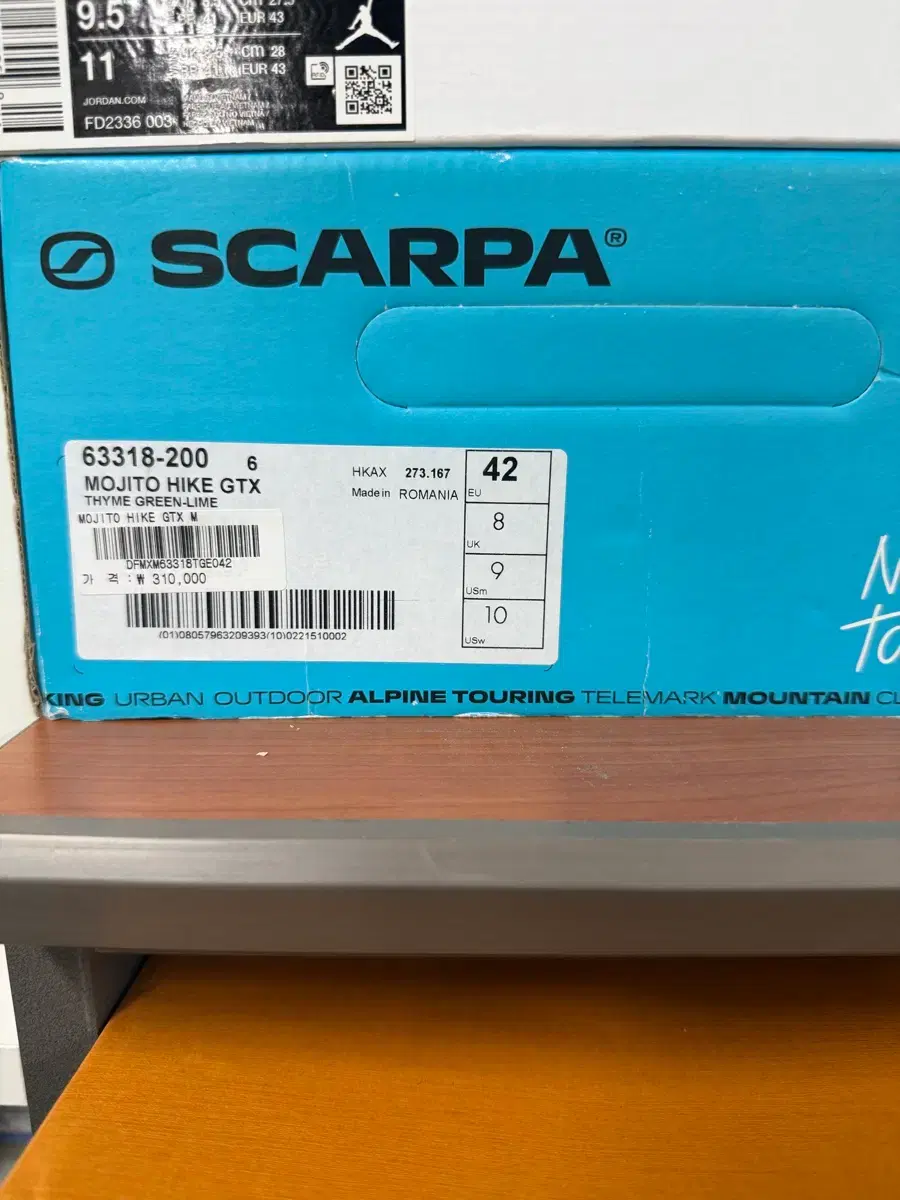 9.5
EUR 43
11
cm 28
EUR 43
JORDAN.COM
FD2336 003
SCARPA®
63318-200 6
MOJITO HIKE GTX
THYME GREEN-LIME
MOJITO HIKE GTX M
DFMXM63318TGE042
가 격 : ₩ 310,000
(01)08057963209393(10)0221510002
HKAX 273.167
Made in ROMANIA
42
EU
8
UK
9
USm
10
USw
KING URBAN OUTDOOR ALPINE TOURING TELEMARK MOUNTAIN CL